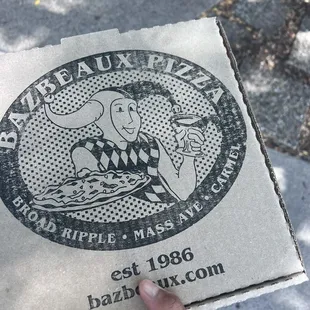 BAZBEAUX PIZZA
BROAD RIPPLE • MASS AVE • CARMEL
est 1986
bazbeaux.com